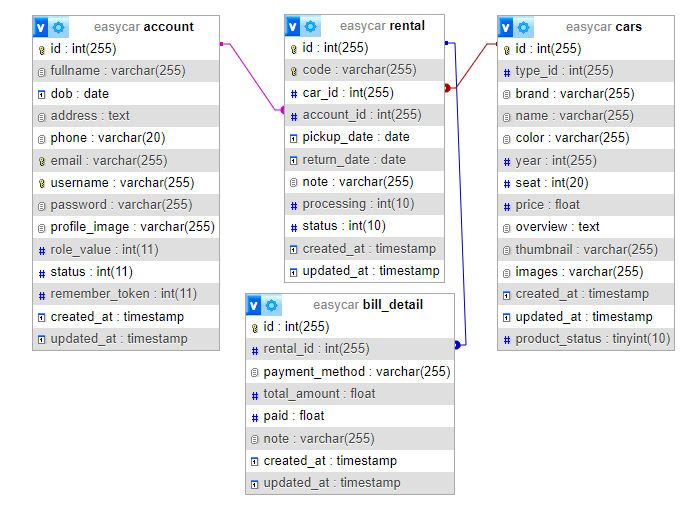 easycar account
id : int(255)
fullname : varchar(255)
dob : date
address : text
phone : varchar(20)
email : varchar(255)
username : varchar(255)
password : varchar(255)
profile_image : varchar(255)
role_value : int(11)
status : int(11)
remember_token : int(11)
created_at : timestamp
updated_at : timestamp
easycar rental
id : int(255)
code : varchar(255)
car_id : int(255)
account_id : int(255)
pickup_date : date
return_date : date
note : varchar(255)
processing : int(10)
status : int(10)
created_at : timestamp
updated_at : timestamp
easycar cars
id : int(255)
type_id : int(255)
brand : varchar(255)
name : varchar(255)
color : varchar(255)
year : int(255)
seat : int(20)
price : float
overview : text
thumbnail : varchar(255)
images : varchar(255)
created_at : timestamp
updated_at : timestamp
product_status : tinyint(10)
easycar bill_detail
id : int(255)
rental_id : int(255)
payment_method : varchar(255)
total_amount : float
paid : float
note : varchar(255)
created_at : timestamp
updated_at : timestamp